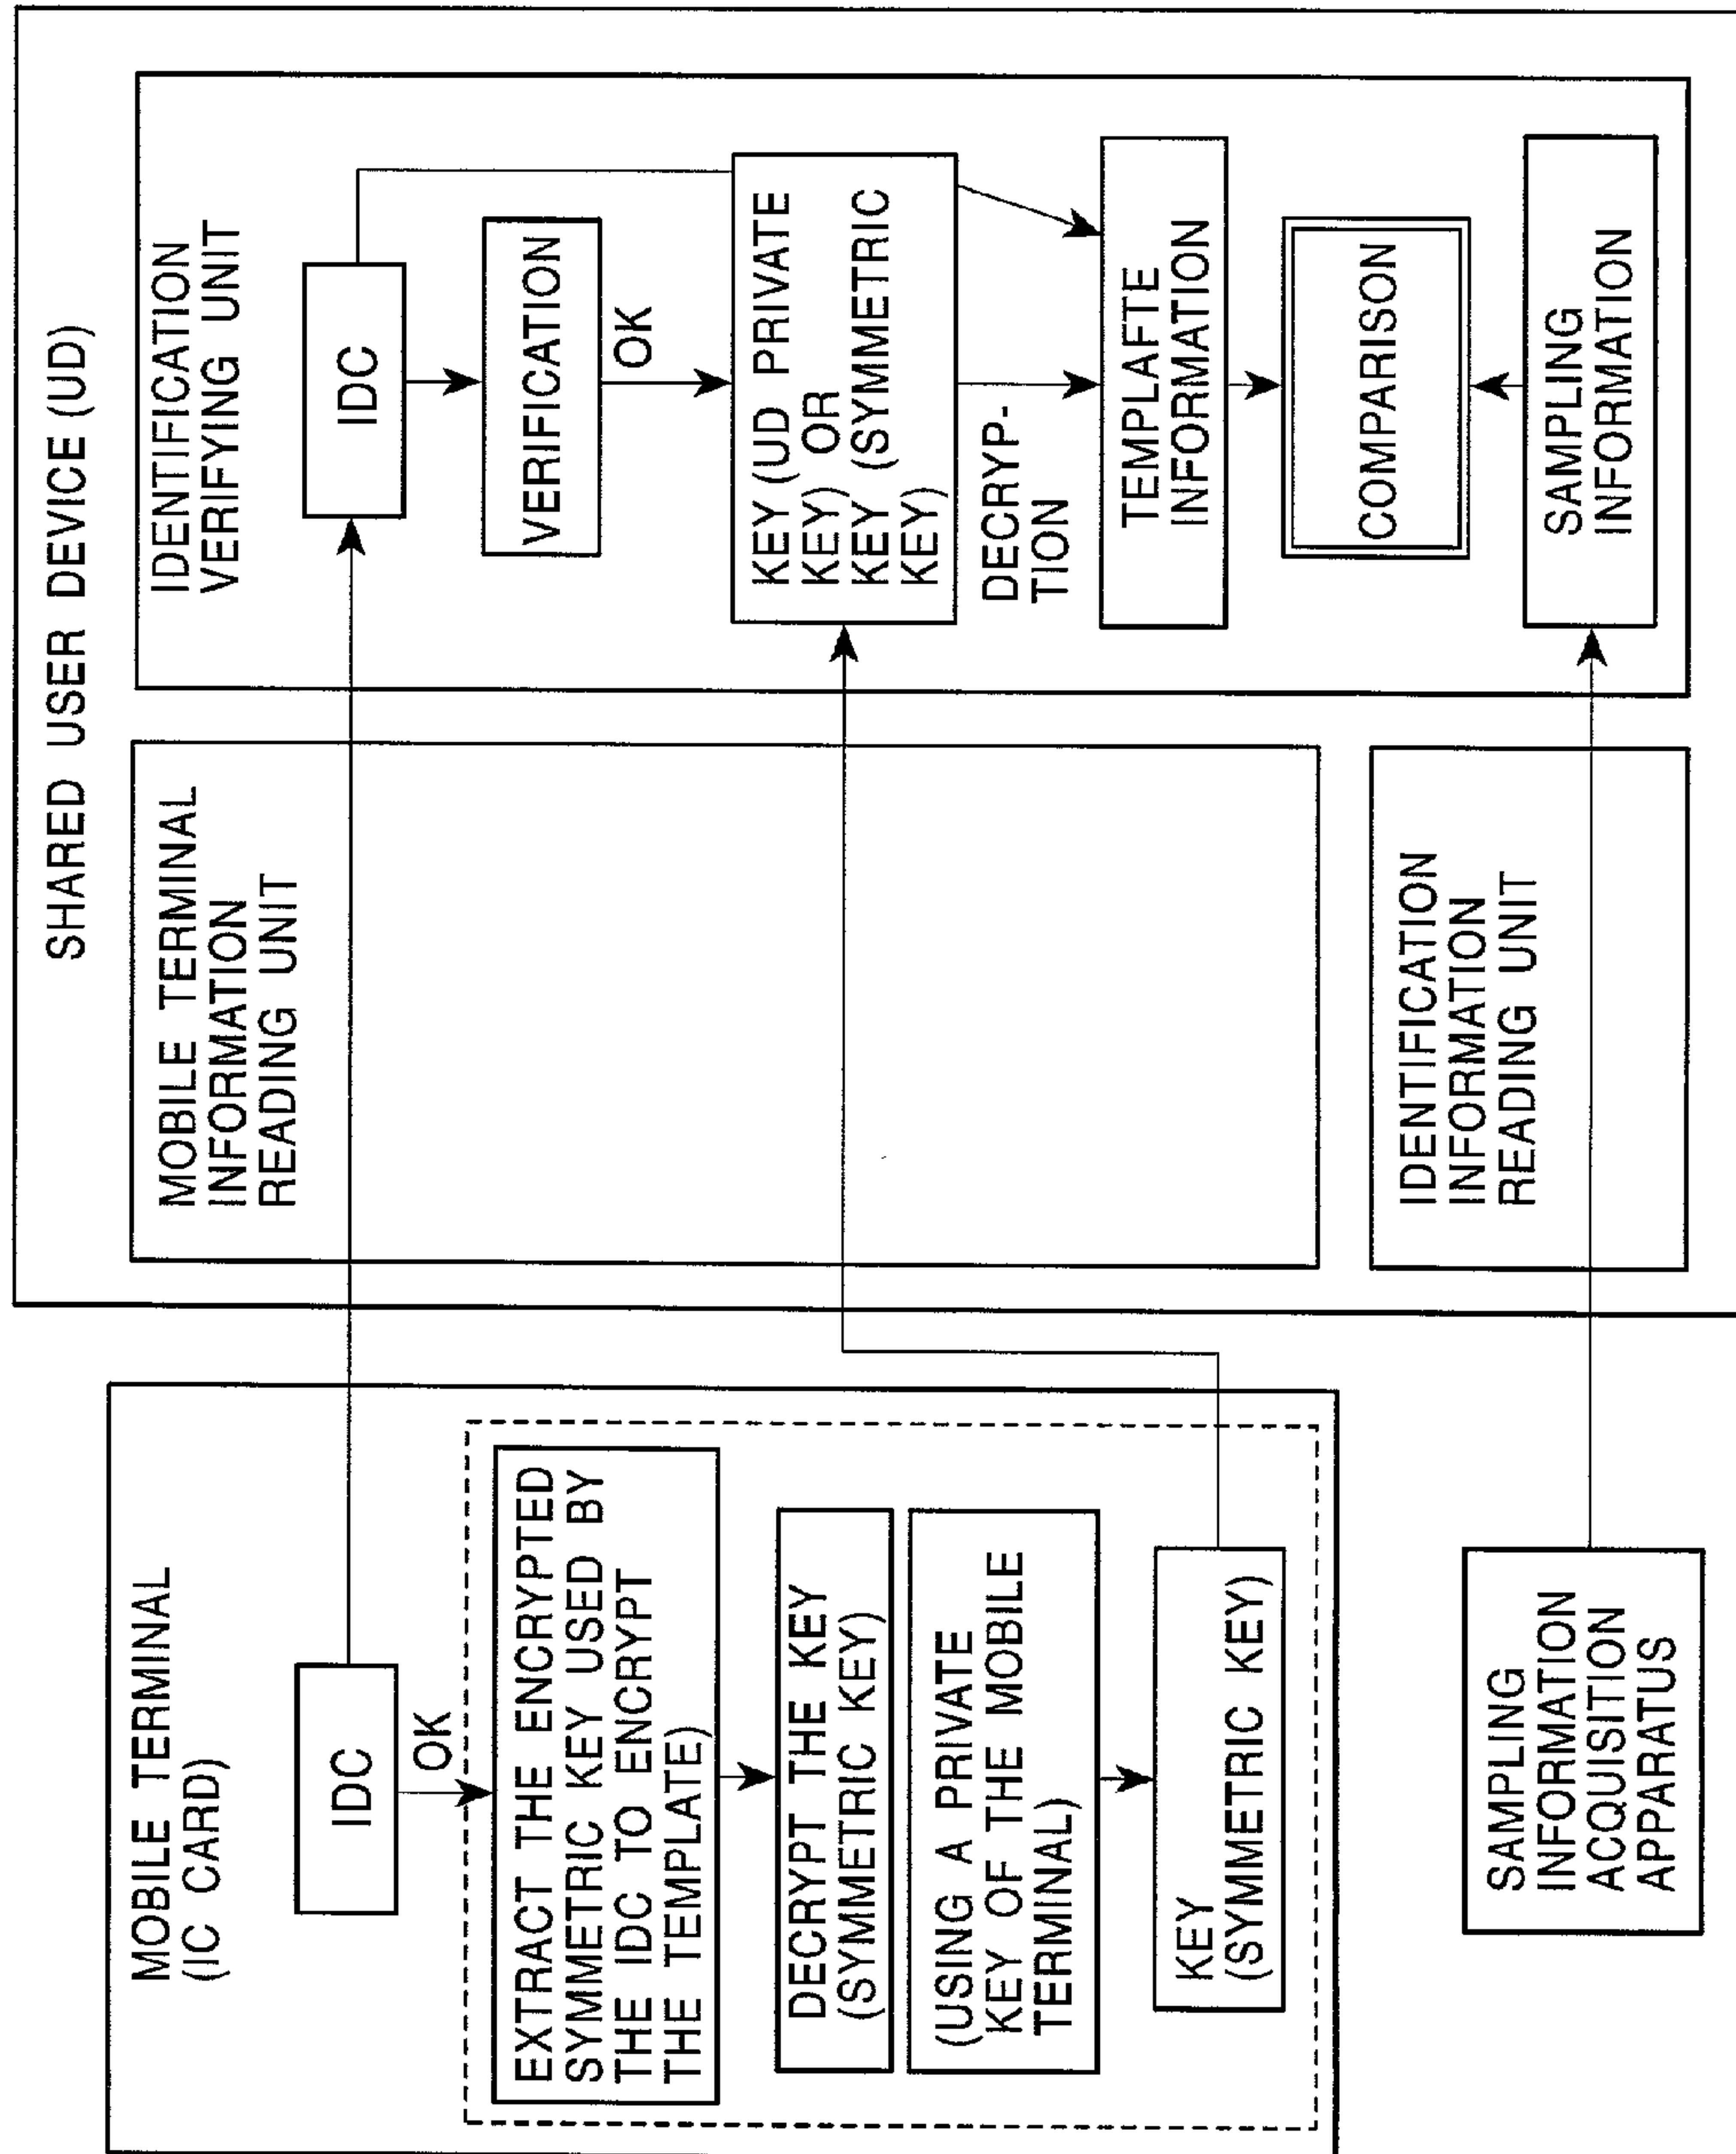 SHARED USER DEVICE (UD)
MOBILE TERMINAL
(IC CARD)
IDC
OK
EXTRACT THE ENCRYPTED
SYMMETRIC KEY USED BY
THE IDC TO ENCRYPT
THE TEMPLATE)
DECRYPT THE KEY
(SYMMETRIC KEY)
(USING A PRIVATE
KEY OF THE MOBILE
TERMINAL)
KEY
(SYMMETRIC KEY)
SAMPLING
INFORMATION
ACQUISITION
APPARATUS
MOBILE TERMINAL
INFORMATION
READING UNIT
IDENTIFICATION
INFORMATION
READING UNIT
IDENTIFICATION
VERIFYING UNIT
IDC
VERIFICATION
OK
KEY (UD PRIVATE
KEY) OR
KEY (SYMMETRIC
KEY)
DECRYP-
TION
TEMPLAFTE
INFORMATION
COMPARISON
SAMPLING
INFORMATION